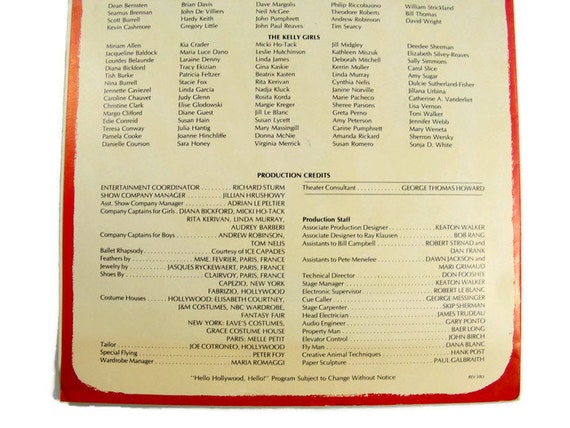 Dean Bernsten Brian Davis Dave Margolis Philip Riccobuono William Strickland
Seamus Brennan John De Villiers Neil McGee Theodore Roberts Bill Thomas
Scott Burrell Hardy Keith John Pumphrett Andrew Robinson David Wright
Kevin Cashmore Gregory Little John Paul Reyes Tim Searcy
THE KELLY GIRLS
Miriam Allen Kia Crader Micki Ho-Tack Jill Midgley Deedee Sherman
Jacqueline Baldock Maria Luce Dano Leslie Hutchinson Kathleen Miszuk Elizabeth Silvey-Reaves
Lourdes Belaunde Laraine Denny Linda James Deborah Mitchell Sally Simmons
Diana Bickford Tracy Ekizian Gina Kaskie Kerrin Moller Carol Slice
Tish Burke Patricia Feltzer Beatrix Kasten Linda Murray Amy Sugar
Nina Burrell Stacie Fox Rita Kerivan Cynthia Nelis Dulcie Sutherland-Fisher
Jennette Gaviezel Linda Garcia Nadja Kluck Janine Norville Jillana Urbina
Caroline Chauvet Judy Glenn Rosita Korda Marie Pacheco Catherine A. Vanderlist
Christine Clark Elise Glodowski Margie Kreger Sheree Parsons Lisa Vernon
Margo Clifford Diane Guest Jill Le Blanc Greta Perno Toni Walker
Edie Conreid Susan Hain Susan Lycett Amy Peterson Jennifer Webb
Teresa Conway Julia Hantig Mary Massingill Carine Pumphrett Mary Weneta
Pamela Cooke Joanne Hinchliffe Donna McNie Amanda Rickard Sherron Wensky
Danielle Courson Sara Honey Virginia Merrick Susan Romero Sonja D. White
PRODUCTION CREDITS
ENTERTAINMENT COORDINATOR . . . . . . . RICHARD STURM
SHOW COMPANY MANAGER . . . . . JILLIAN HRUSHOWY
Asst. Show Company Manager . . . . . ADRIAN LE PELTIER
Company Captains for Girls . DIANA BICKFORD, MICKI HO-TACK
RITA KERIVAN, LINDA MURRAY,
AUDREY BARBERI
Company Captains for Boys . . . . . ANDREW ROBINSON,
TOM NELIS
Ballet Rhapsody . . . . . Courtesy of ICE CAPADES
Feathers by . . . . . MME. FEVRIER, PARIS, FRANCE
Jewelry by . . . . . JACQUES RYCKEWAERT, PARIS, FRANCE
Shoes By . . . . . CLAIRVOY, PARIS, FRANCE
CAPEZIO, NEW YORK
FABRIZIO, HOLLYWOOD
Costume Houses . . . . . HOLLYWOOD: ELISABETH COURTNEY,
J&M COSTUMES, NBC WARDROBE,
FANTASY FAIR
NEW YORK: EAVE'S COSTUMES,
GRACE COSTUME HOUSE
PARIS: MELLE PETIT
Tailor . . . . . JOE COTRONEO, HOLLYWOOD
Special Flying . . . . . PETER FOY
Wardrobe Manager . . . . . MARIA ROMAGGI
Theater Consultant . . . . . GEORGE THOMAS HOWARD
Production Staff
Associate Production Designer . . . . . KEATON WALKER
Associate Designer to Ray Klausen . . . . . BOB RANG
Assistants to Bill Campbell . . . . . ROBERT STRNAD and
DAN FRANK
Assistants to Pete Menefee . . . . . DAWN JACKSON and
MARI GRIMAUD
Technical Director . . . . . DON FOOSHER
Stage Manager . . . . . KEATON WALKER
Electronic Supervisor . . . . . ROBERT LE BLANC
Cue Caller . . . . . GEORGE MESSINGER
Stage Carpenter . . . . . SKIP SHERMAN
Head Electrician . . . . . JAMES TRUDEAU
Audio Engineer . . . . . GARY PONTO
Property Man . . . . . BAER LONG
Elevator Control . . . . . JOHN BIRCH
Fly Man . . . . . DANA BLANC
Creative Animal Techniques . . . . . HANK POST
Paper Sculpture . . . . . PAUL GALBRAITH
"Hello Hollywood, Hello!" Program Subject to Change Without Notice